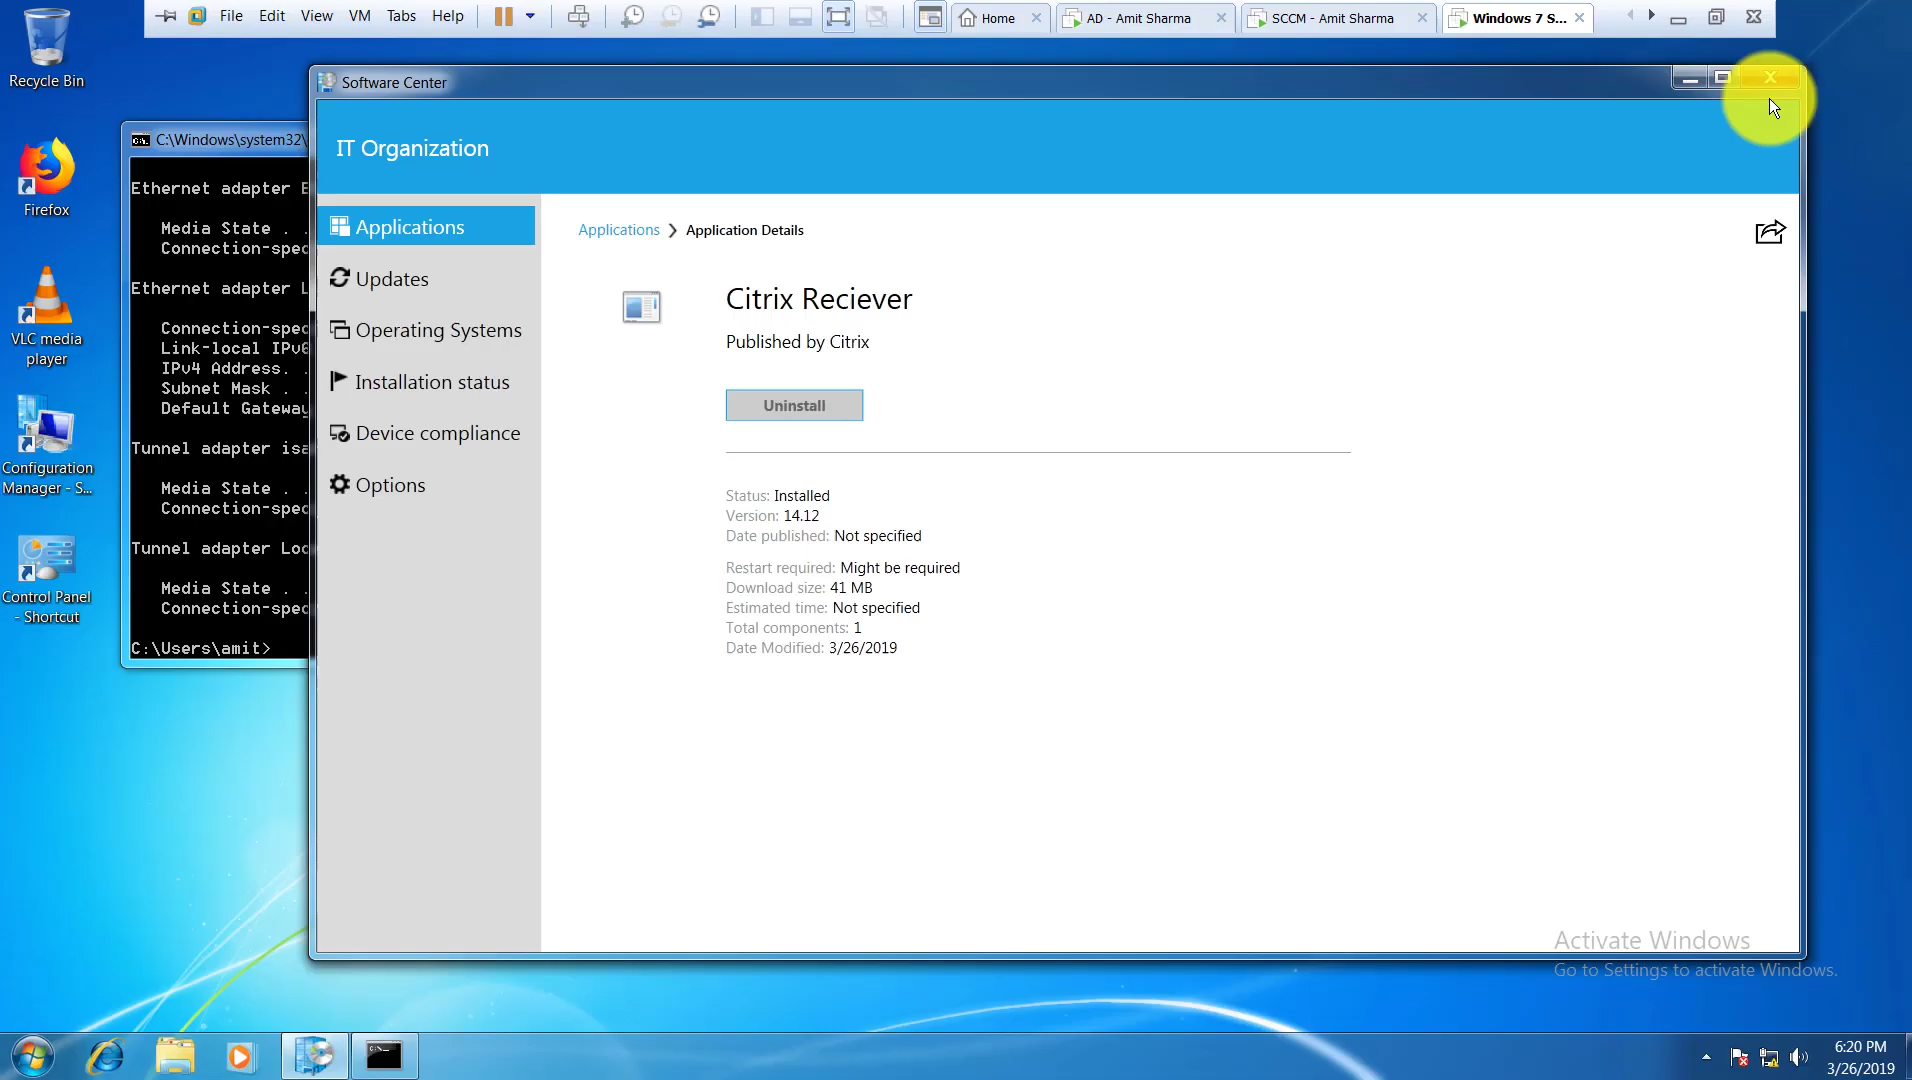 File Edit View VM Tabs Help
Home
AD - Amit Sharma
SCCM - Amit Sharma
Windows 7 S...
Recycle Bin
Firefox
VLC media
player
Configuration
Manager - S...
Control Panel
- Shortcut
C:\Windows\system32\
Ethernet adapter
Media State . .
Connection-spec
Ethernet adapter L
Connection-spec
Link-local IPv6
IPv4 Address. .
Subnet Mask . .
Default Gateway
Tunnel adapter isa
Media State . .
Connection-spec
Tunnel adapter Loc
Media State . .
Connection-spec
C:\Users\amit>
Software Center
IT Organization
Applications
Updates
Operating Systems
Installation status
Device compliance
Options
Applications > Application Details
Citrix Reciever
Published by Citrix
Uninstall
Status: Installed
Version: 14.12
Date published: Not specified
Restart required: Might be required
Download size: 41 MB
Estimated time: Not specified
Total components: 1
Date Modified: 3/26/2019
Activate Windows
Go to Settings to activate Windows.
6:20 PM
3/26/2019